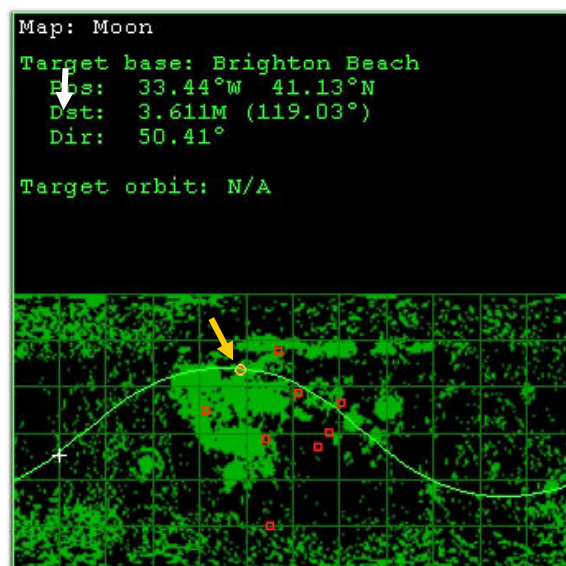 Map: Moon
Target base: Brighton Beach
Pos: 33.44°W 41.13°N
Dst: 3.611M (119.03°)
Dir: 50.41°
Target orbit: N/A